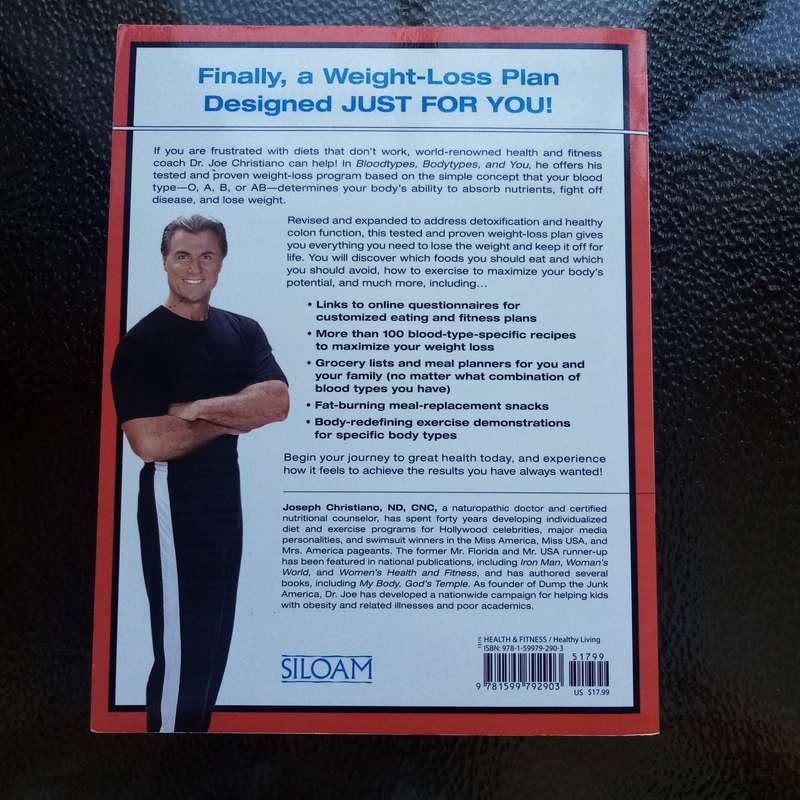 Finally, a Weight-Loss Plan
Designed JUST FOR YOU!
If you are frustrated with diets that don't work, world-renowned health and fitness
coach Dr. Joe Christiano can help! In Bloodtypes, Bodytypes, and You, he offers his
tested and proven weight-loss program based on the simple concept that your blood
type—O, A, B, or AB—determines your body's ability to absorb nutrients, fight off
disease, and lose weight.
Revised and expanded to address detoxification and healthy
colon function, this tested and proven weight-loss plan gives
you everything you need to lose the weight and keep it off for
life. You will discover which foods you should eat and which
you should avoid, how to exercise to maximize your body's
potential, and much more, including...
• Links to online questionnaires for
customized eating and fitness plans
• More than 100 blood-type-specific recipes
to maximize your weight loss
• Grocery lists and meal planners for you and
your family (no matter what combination of
blood types you have)
• Fat-burning meal-replacement snacks
• Body-redefining exercise demonstrations
for specific body types
Begin your journey to great health today, and experience
how it feels to achieve the results you have always wanted!
Joseph Christiano, ND, CNC, a naturopathic doctor and certified
nutritional counselor, has spent forty years developing individualized
diet and exercise programs for Hollywood celebrities, major media
personalities, and swimsuit winners in the Miss America, Miss USA, and
Mrs. America pageants. The former Mr. Florida and Mr. USA runner-up
has been featured in national publications, including Iron Man, Woman's
World, and Women's Health and Fitness, and has authored several
books, including My Body, God's Temple. As founder of Dump the Junk
America, Dr. Joe has developed a nationwide campaign for helping kids
with obesity and related illnesses and poor academics.
SILOAM
HEALTH & FITNESS / Healthy Living
ISBN: 978-1-59979-290-3
51799
9 781599 792903
US $17.99